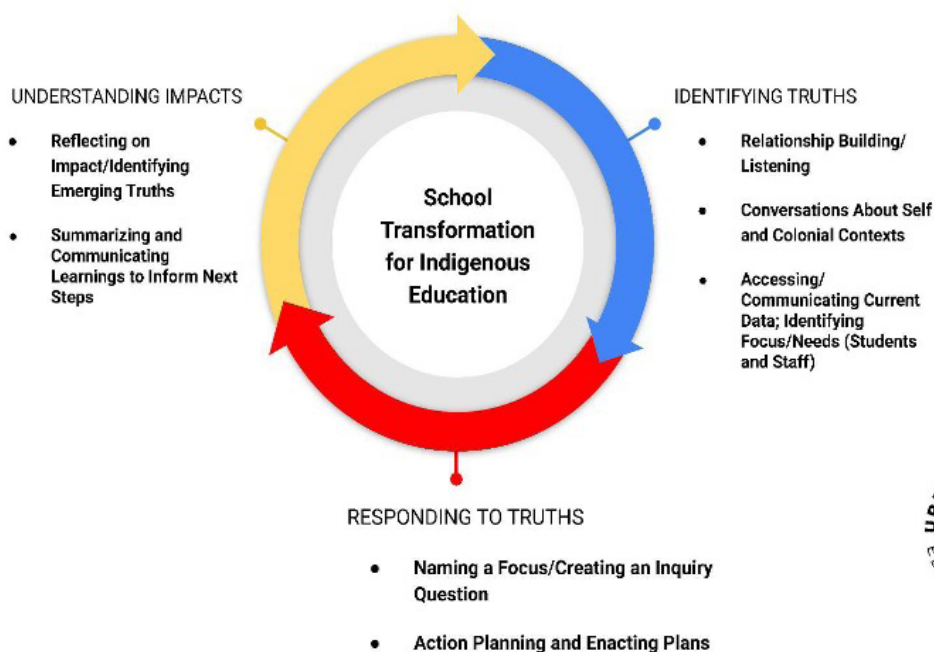 UNDERSTANDING IMPACTS
● Reflecting on
Impact/Identifying
Emerging Truths
● Summarizing and
Communicating
Learnings to Inform Next
Steps
School
Transformation
for Indigenous
Education
IDENTIFYING TRUTHS
● Relationship Building/
Listening
● Conversations About Self
and Colonial Contexts
● Accessing/
Communicating Current
Data; Identifying
Focus/Needs (Students
and Staff)
RESPONDING TO TRUTHS
● Naming a Focus/Creating an Inquiry
Question
● Action Planning and Enacting Plans